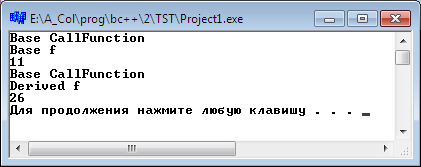 E:\A_Col\prog\bc++\2\TST\Project1.exe
Base CallFunction
Base f
11
Base CallFunction
Derived f
26
Для продолжения нажмите любую клавишу . . .